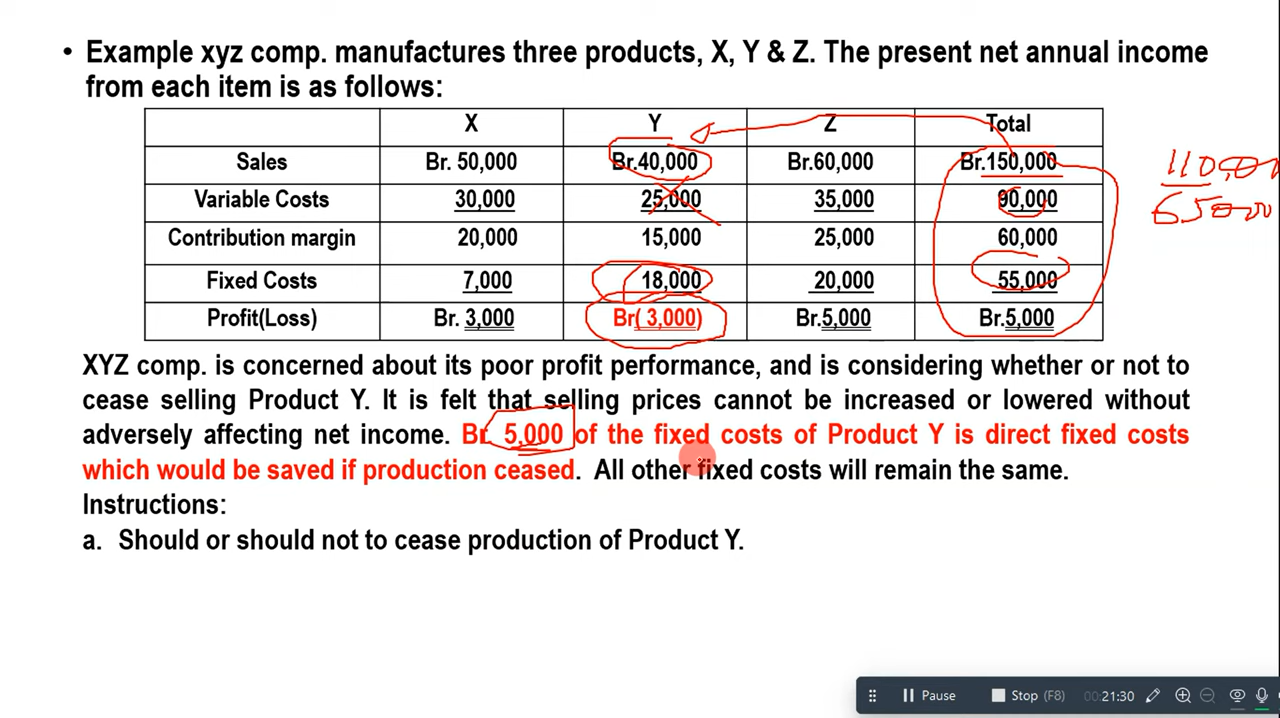 • Example xyz comp. manufactures three products, X, Y & Z. The present net annual income
from each item is as follows:
X Y Z Total
Sales Br. 50,000 Br.40,000 Br.60,000 Br.150,000
Variable Costs 30,000 25,000 35,000 90,000
Contribution margin 20,000 15,000 25,000 60,000
Fixed Costs 7,000 18,000 20,000 55,000
Profit(Loss) Br. 3,000 Br( 3,000) Br.5,000 Br.5,000
XYZ comp. is concerned about its poor profit performance, and is considering whether or not to
cease selling Product Y. It is felt that selling prices cannot be increased or lowered without
adversely affecting net income. Br 5,000 of the fixed costs of Product Y is direct fixed costs
which would be saved if production ceased. All other fixed costs will remain the same.
Instructions:
a. Should or should not to cease production of Product Y.
Pause Stop (F8) 00:21:30